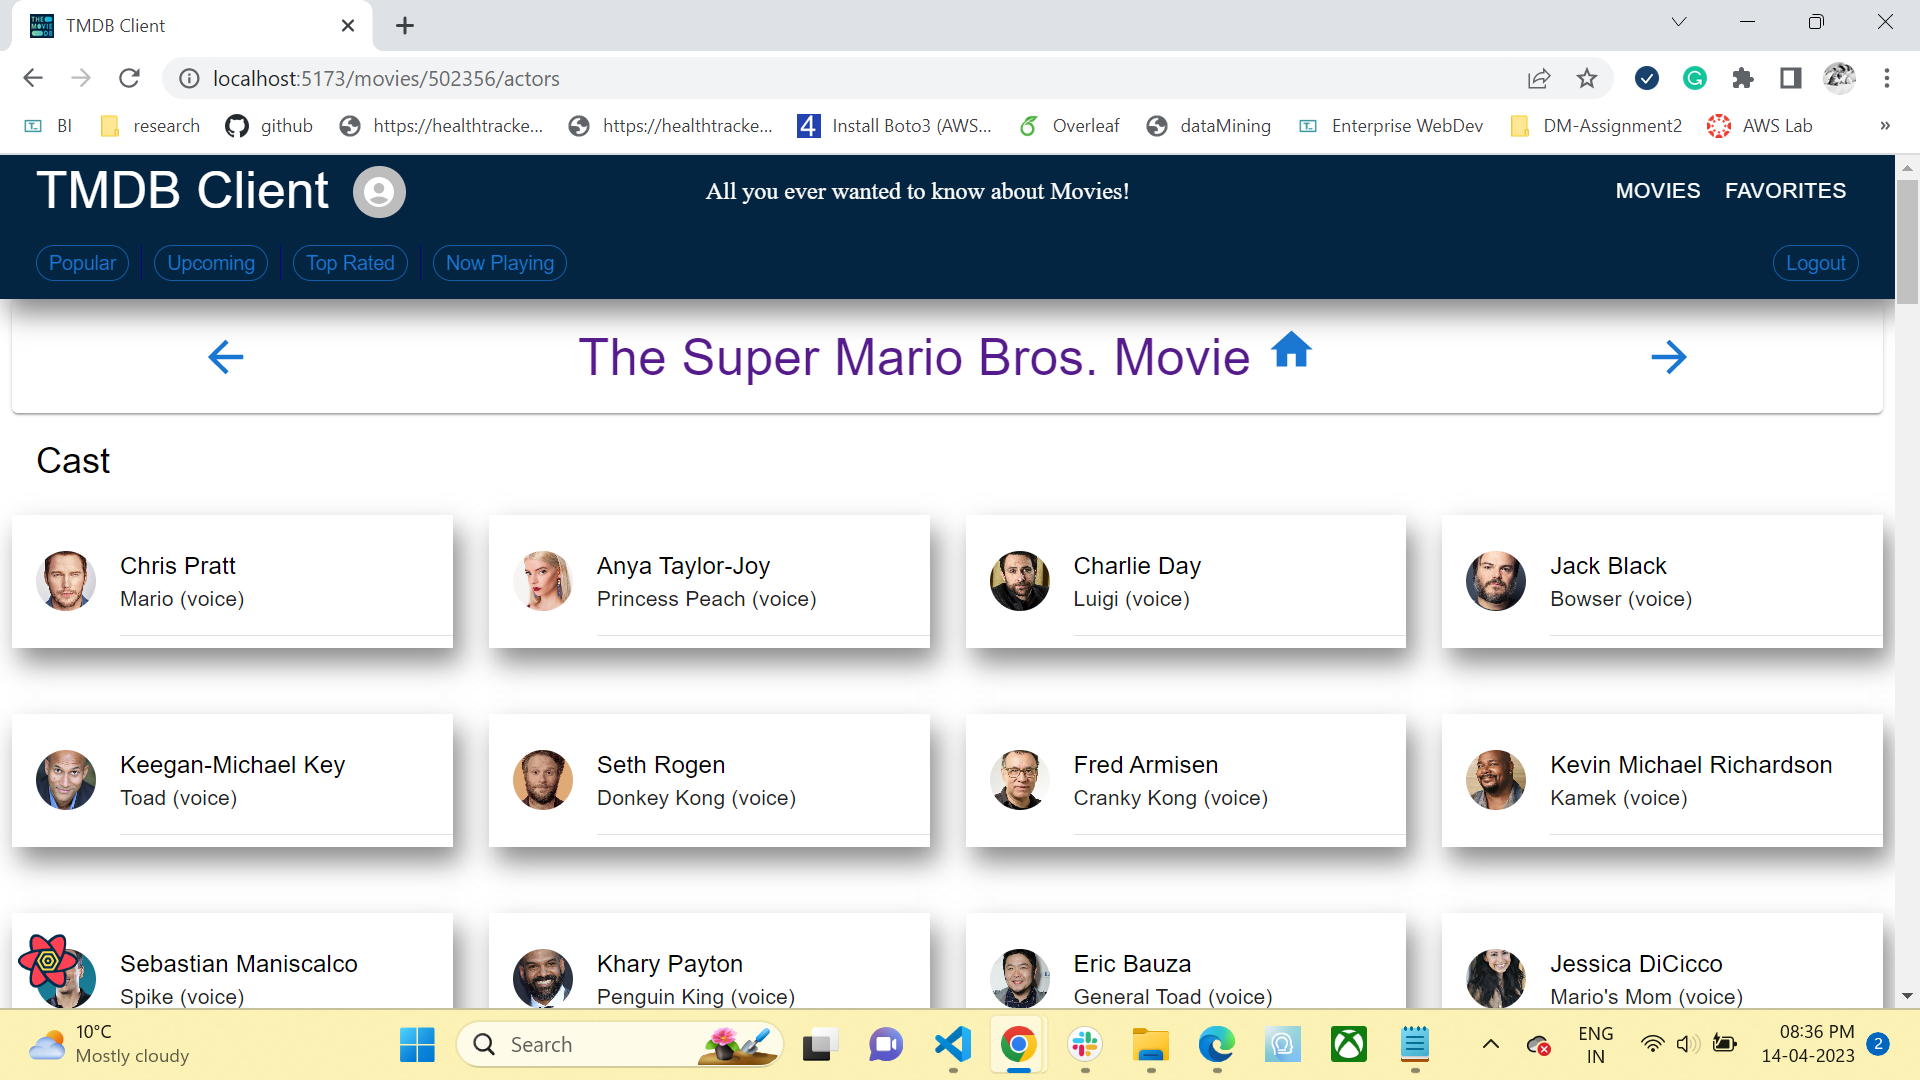 TMDB Client
localhost:5173/movies/502356/actors
BI research github https://healthtracke... https://healthtracke... 4 Install Boto3 (AWS... Overleaf dataMining Enterprise WebDev DM-Assignment2 AWS Lab »
TMDB Client All you ever wanted to know about Movies! MOVIES FAVORITES
Popular Upcoming Top Rated Now Playing Logout
The Super Mario Bros. Movie
Cast
Chris Pratt Anya Taylor-Joy Charlie Day Jack Black
Mario (voice) Princess Peach (voice) Luigi (voice) Bowser (voice)
Keegan-Michael Key Seth Rogen Fred Armisen Kevin Michael Richardson
Toad (voice) Donkey Kong (voice) Cranky Kong (voice) Kamek (voice)
Sebastian Maniscalco Khary Payton Eric Bauza Jessica DiCicco
Spike (voice) Penguin King (voice) General Toad (voice) Mario's Mom (voice)
10°C
Mostly cloudy
Search
ENG
IN
08:36 PM
14-04-2023
2